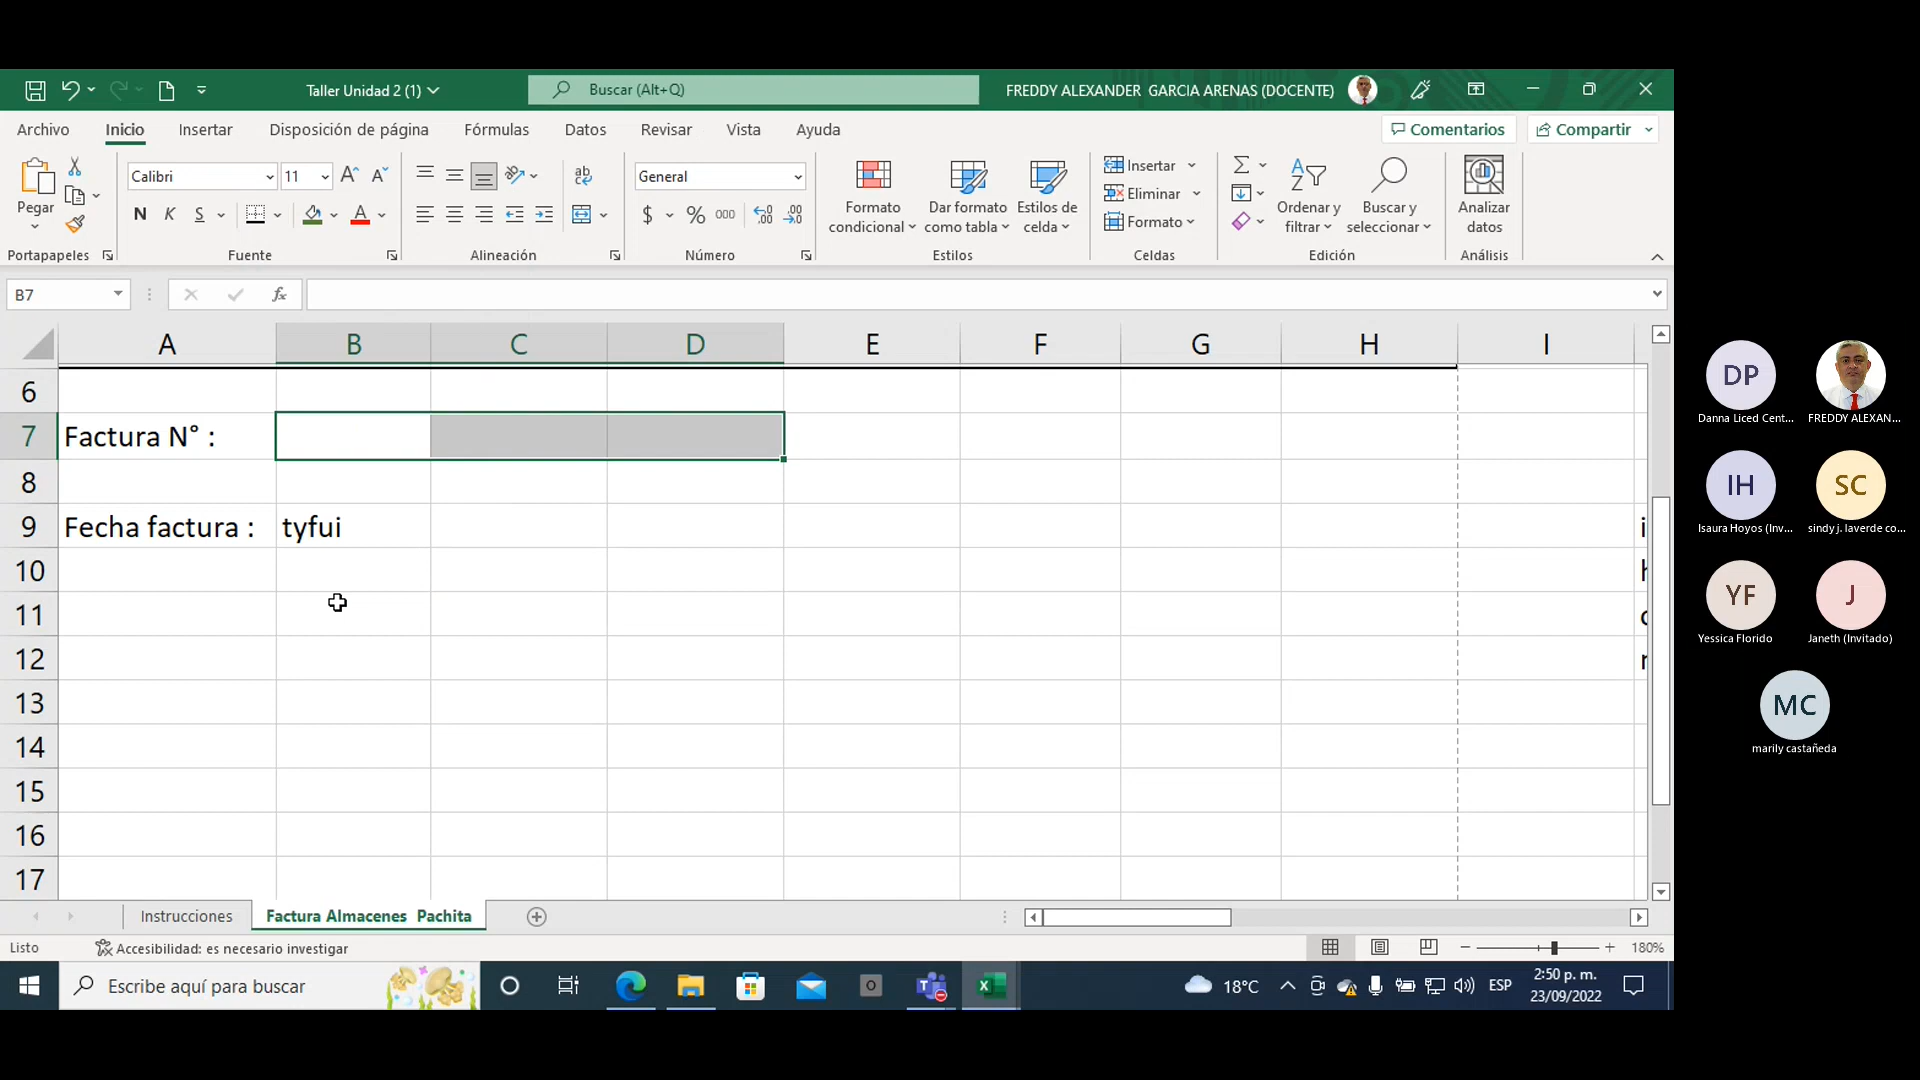 Taller Unidad 2 (1)
Buscar (Alt+Q)
FREDDY ALEXANDER GARCIA ARENAS (DOCENTE)
Archivo Inicio Insertar Disposición de página Fórmulas Datos Revisar Vista Ayuda
Comentarios Compartir
Pegar
Calibri 11
N K S
General
$ % 000
Formato condicional
Dar formato como tabla
Estilos de celda
Insertar
Eliminar
Formato
Ordenar y filtrar
Buscar y seleccionar
Analizar datos
Portapapeles Fuente Alineación Número Estilos Celdas Edición Análisis
B7 fx
A B C D E F G H I
6
7 Factura N° :
8
9 Fecha factura : tyfui
10
11
12
13
14
15
16
17
Instrucciones Factura Almacenes Pachita
Listo Accesibilidad: es necesario investigar 180%
Escribe aquí para buscar
18°C ESP
2:50 p. m.
23/09/2022
DP
Danna Liced Cent...
FREDDY ALEXAN...
IH
Isaura Hoyos (Inv...
SC
sindy j. laverde co...
YF
Yessica Florido
J
Janeth (Invitado)
MC
marily castañeda